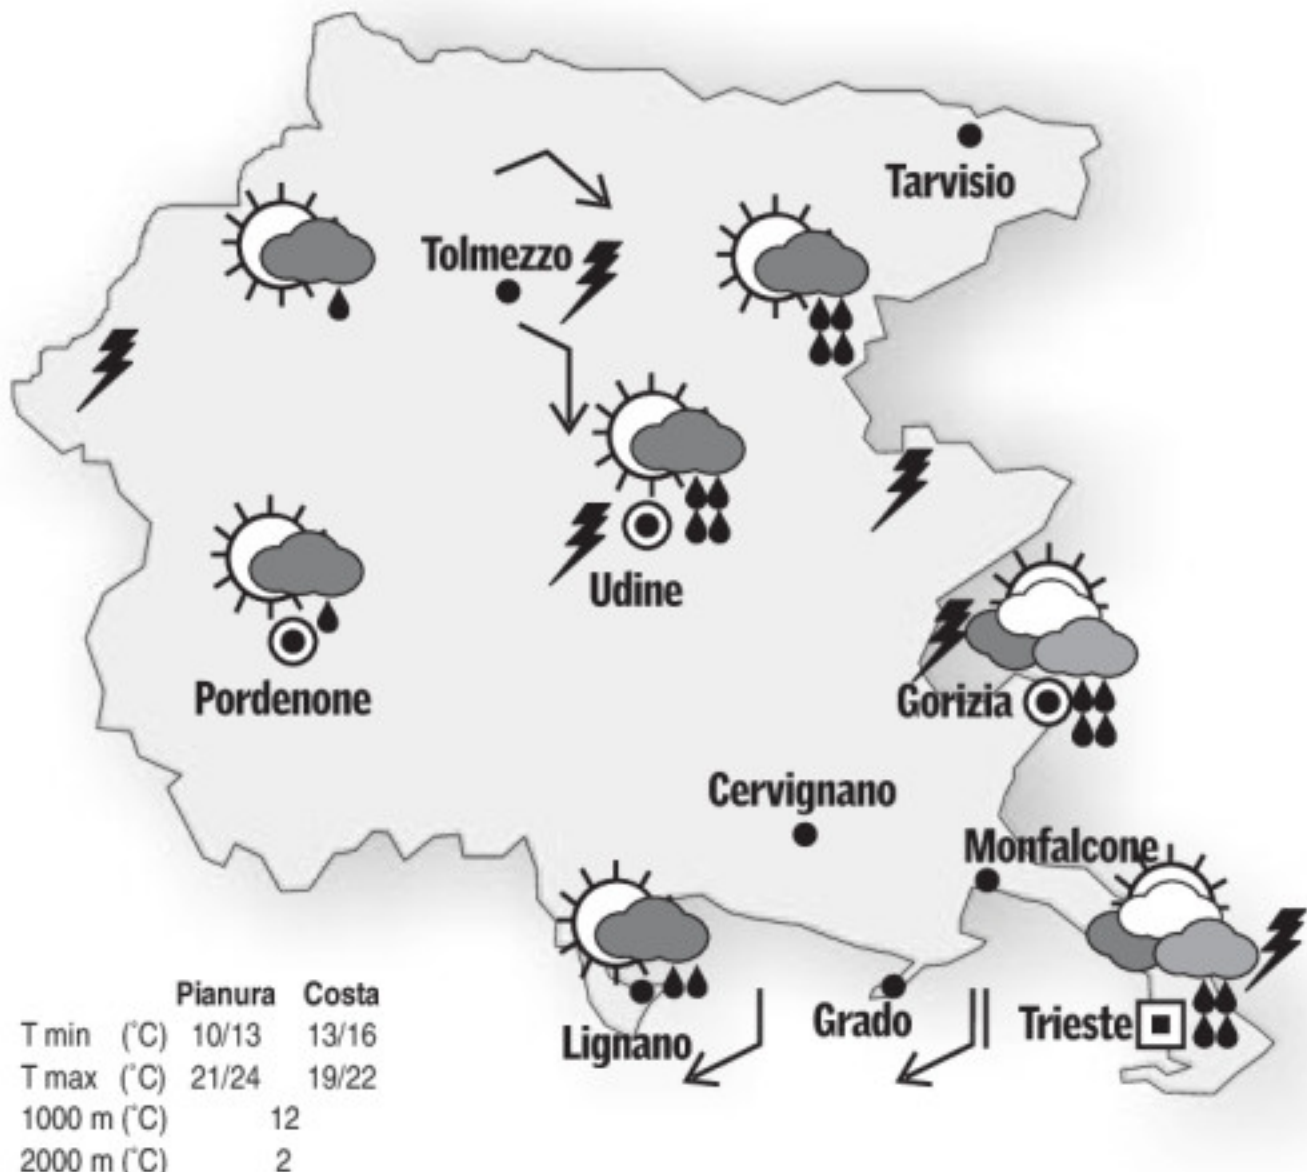 Tarvisio
Tolmezzo
Udine
Pordenone
Gorizia
Cervignano
Monfalcone
Lignano
Grado
Trieste
Pianura Costa
T min (°C) 10/13 13/16
T max (°C) 21/24 19/22
1000 m (°C) 12
2000 m (°C) 2